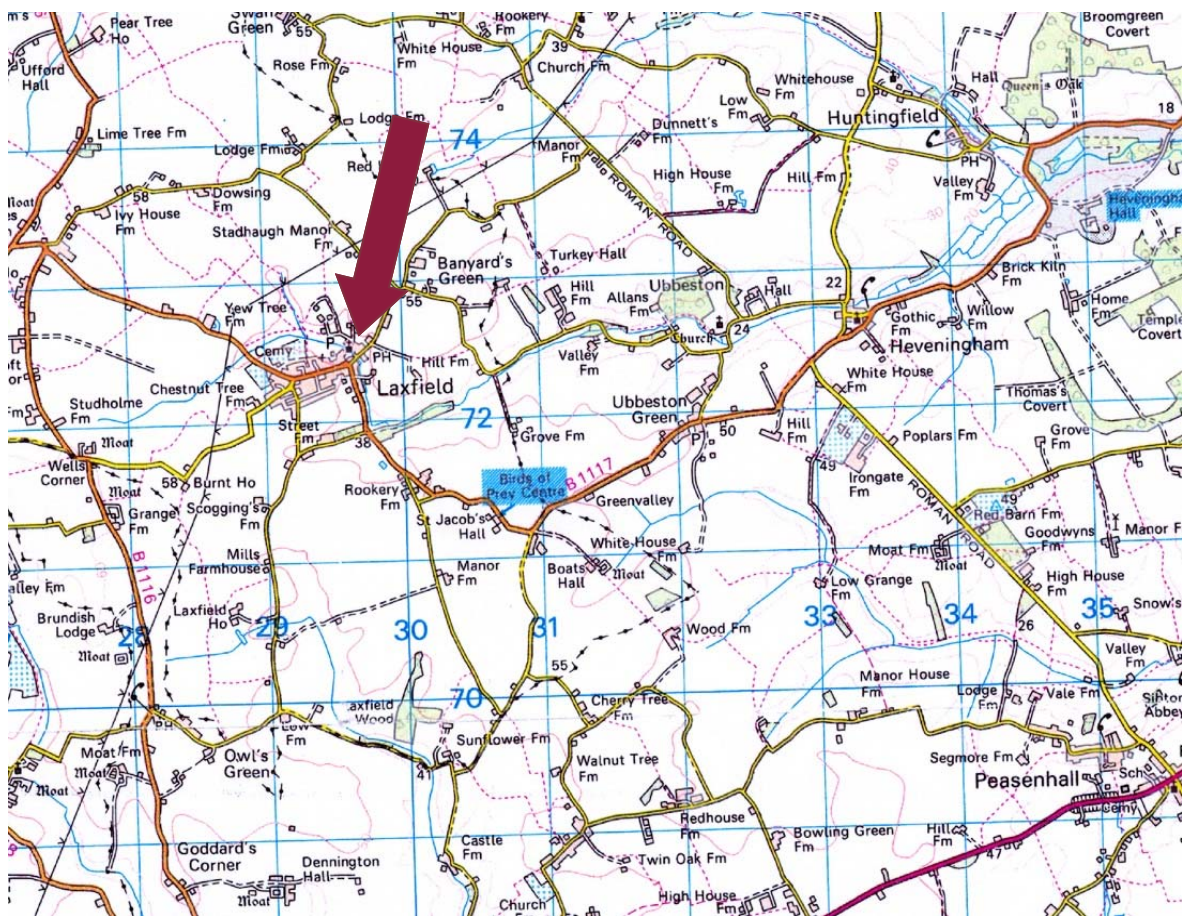 Pear Tree
Ho
Ufford
Hall
Green
55
Rose Fm
White House
Fm
Rookery
Fm
39
Church Fm
Whitehouse
Fm
Low
Fm
Huntingfield
Hall
Broomgreen
Covert
Queen's Oak
18
Lime Tree Fm
Lodge Fm
Lodge Fm
74
Manor
Fm
Dunnett's
Fm
PH
Red
High House
Fm
Hill Fm
Valley
Fm
Heveningham
Hall
Moat
58
Ivy House
Fm
Dowsing
Fm
Stadhaugh Manor
Fm
ROMAN ROAD
40
30
20
Banyard's
Green
Turkey Hall
55
Hill
Fm
Allans
Fm
Ubbeston
Hall
22
Brick Kiln
Fm
Home
Fm
Temple
Covert
Yew Tree
Fm
P
PH
Cemy
Hill Fm
Valley
Fm
Church
24
Gothic
Fm
Willow
Fm
Heveningham
Chestnut Tree
Fm
Laxfield
White House
Fm
Thomas's
Covert
Studholme
Fm
Street
Fm
38
72
Grove Fm
Ubbeston
Green
P
50
Hill
Fm
Poplars Fm
Grove
Fm
Moat
Wells
Corner
58
Burnt Ho
Rookery
Fm
Birds of
Prey Centre
B1117
49
Irongate
Fm
Moat
Grange
Fm
Scogging's
Fm
St Jacob's
Hall
Greenvalley
ROMAN ROAD
49
Red Barn Fm
Goodwyns
Fm
Manor F
Mills
Farmhouse
White House
Fm
Moat Fm
Moat
B1116
Manor
Fm
Boats
Hall
Moat
Low Grange
Fm
High House
Fm
Brundish
Lodge
Laxfield
Ho
28
29
30
31
33
34
35
Snow's
Moat
Wood Fm
26
Valley
Fm
55
Manor House
Fm
Lodge
Fm
Vale Fm
Abbey
70
Cherry Tree
Fm
Laxfield
Wood
PH
Low
Fm
Sunflower Fm
Moat Fm
Owl's
Green
41
Walnut Tree
Fm
Segmore Fm
Peasenhall
Sch
Moat
Moat
Cemy
Redhouse
Fm
Goddard's
Corner
Castle
Fm
Bowling Green
Fm
Hill
Fm
47
Dennington
Hall
Twin Oak Fm
Moat
Church
Fm
High House
Fm